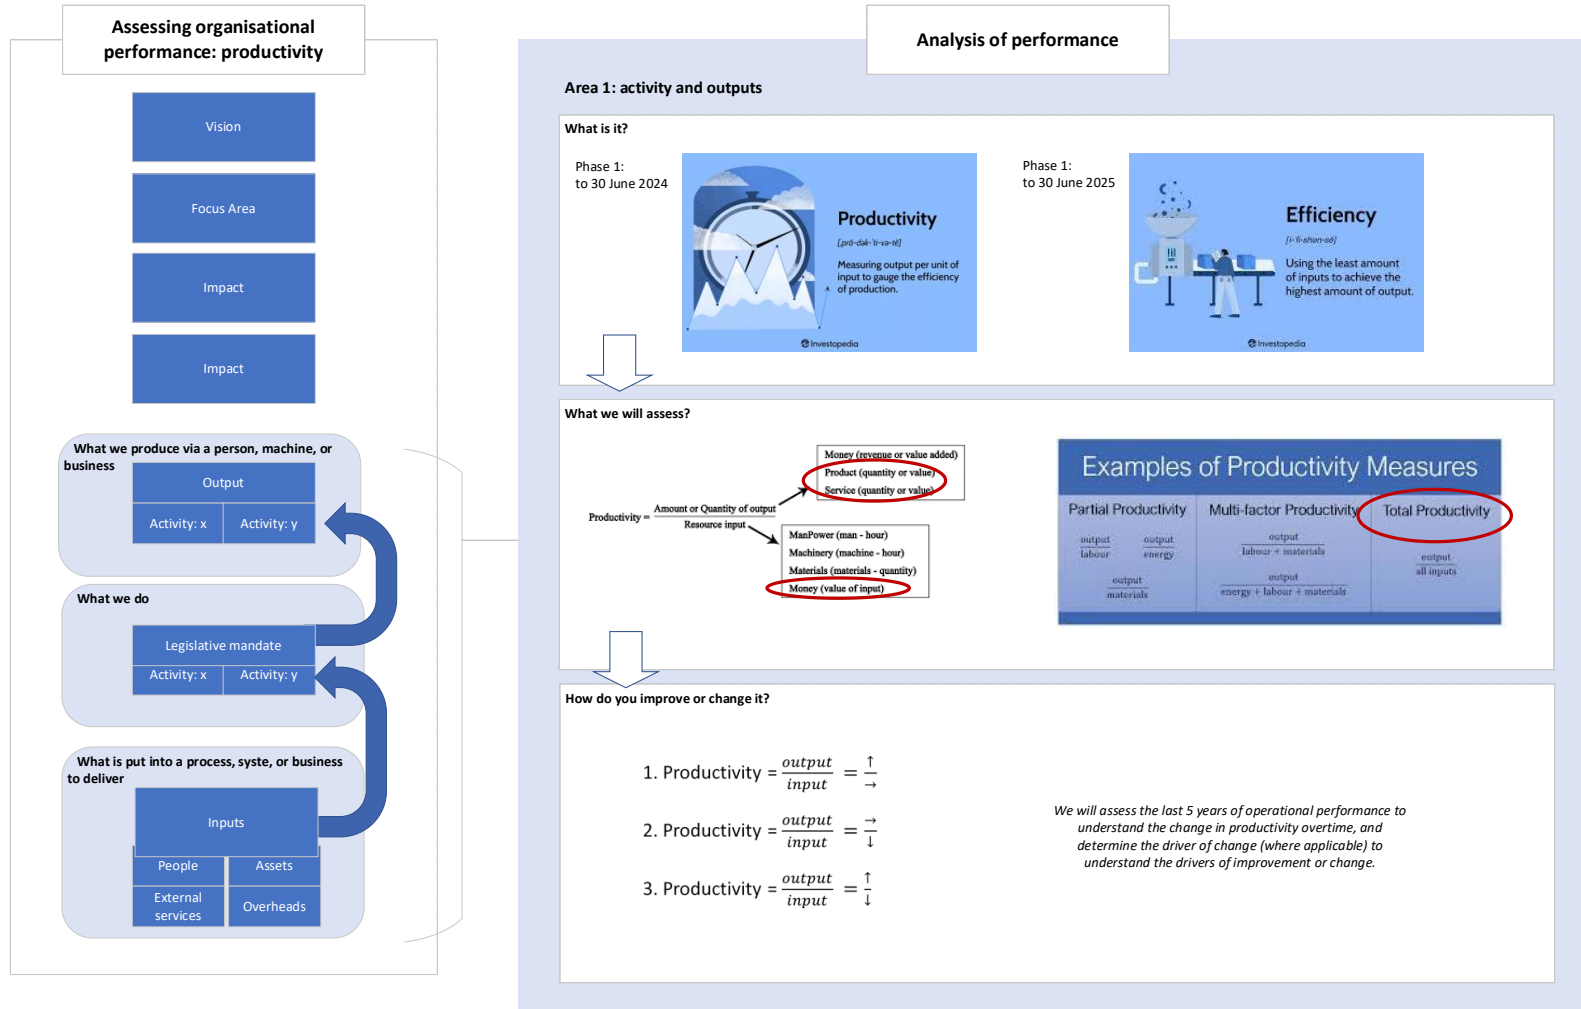 Assessing organisational
performance: productivity
Vision
Focus Area
Impact
Impact
What we produce via a person, machine, or
business
Output
Activity: x
Activity: y
What we do
Legislative mandate
Activity: x
Activity: y
What is put into a process, syste, or business
to deliver
Inputs
People
Assets
External
services
Overheads
Analysis of performance
Area 1: activity and outputs
What is it?
Phase 1:
to 30 June 2024
Productivity
[prō-dək-ˈti-və-tē]
Measuring output per unit of
input to gauge the efficiency
of production.
Investopedia
Phase 1:
to 30 June 2025
Efficiency
[i-ˈfi-shən-sē]
Using the least amount
of inputs to achieve the
highest amount of output.
Investopedia
What we will assess?
Productivity = Amount or Quantity of output
Resource input
Money (revenue or value added)
Product (quantity or value)
Service (quantity or value)
ManPower (man - hour)
Machinery (machine - hour)
Materials (materials - quantity)
Money (value of input)
Examples of Productivity Measures
Partial Productivity
output
labour
output
energy
output
materials
Multi-factor Productivity
output
labour + materials
output
energy + labour + materials
Total Productivity
output
all inputs
How do you improve or change it?
1. Productivity = output / input = ↑ / →
2. Productivity = output / input = → / ↓
3. Productivity = output / input = ↑ / ↓
We will assess the last 5 years of operational performance to
understand the change in productivity overtime, and
determine the driver of change (where applicable) to
understand the drivers of improvement or change.